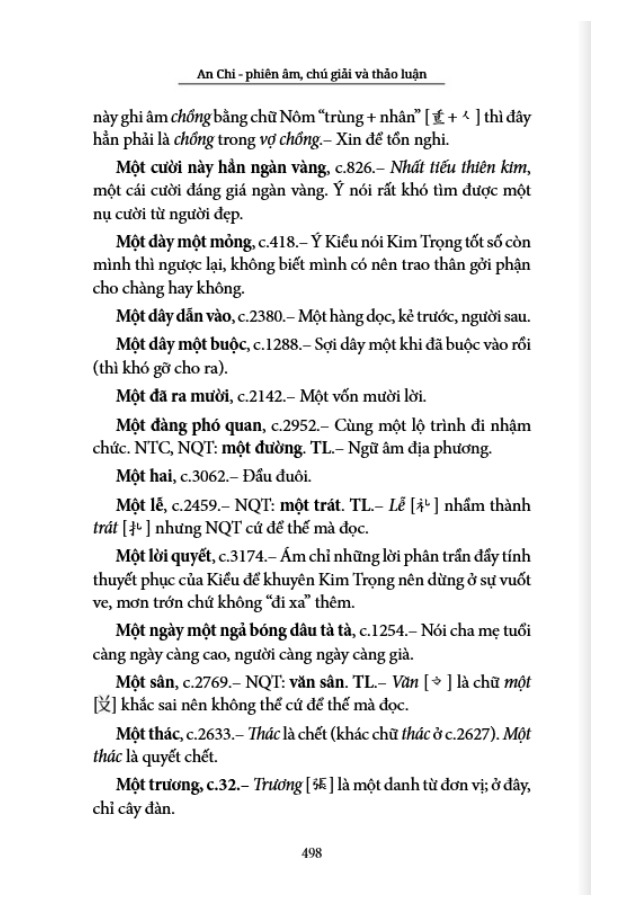 An Chi - phiên âm, chú giải và thảo luận
này ghi âm chồng bằng chữ Nôm “trùng + nhân” [重 + ] thì đây
hẳn phải là chồng trong vợ chồng.– Xin để tồn nghi.
Một cười này hẳn ngàn vàng, c.826.– Nhất tiếu thiên kim,
một cái cười đáng giá ngàn vàng. Ý nói rất khó tìm được một
nụ cười từ người đẹp.
Một dày một mỏng, c.418.– Ý Kiều nói Kim Trọng tốt số còn
mình thì ngược lại, không biết mình có nên trao thân gởi phận
cho chàng hay không.
Một dây dẫn vào, c.2380.– Một hàng dọc, kẻ trước, người sau.
Một dây một buộc, c.1288.– Sợi dây một khi đã buộc vào rồi
(thì khó gỡ cho ra).
Một đã ra mười, c.2142.– Một vốn mười lời.
Một đàng phó quan, c.2952.– Cùng một lộ trình đi nhậm
chức. NTC, NQT: một đường. TL.– Ngữ âm địa phương.
Một hai, c.3062.– Đầu đuôi.
Một lễ, c.2459.– NQT: một trát. TL.– Lễ [礼] nhầm thành
trát [扎] nhưng NQT cứ để thế mà đọc.
Một lời quyết, c.3174.– Ám chỉ những lời phân trần đầy tính
thuyết phục của Kiều để khuyên Kim Trọng nên dừng ở sự vuốt
ve, mơn trớn chứ không “đi xa” thêm.
Một ngày một ngả bóng dâu tà tà, c.1254.– Nói cha mẹ tuổi
càng ngày càng cao, người càng ngày càng già.
Một sân, c.2769.– NQT: văn sân. TL.– Văn [ ] là chữ một
[ ] khắc sai nên không thể cứ để thế mà đọc.
Một thác, c.2633.– Thác là chết (khác chữ thác ở c.2627). Một
thác là quyết chết.
Một trương, c.32.– Trương [張] là một danh từ đơn vị; ở đây,
chỉ cây đàn.
498